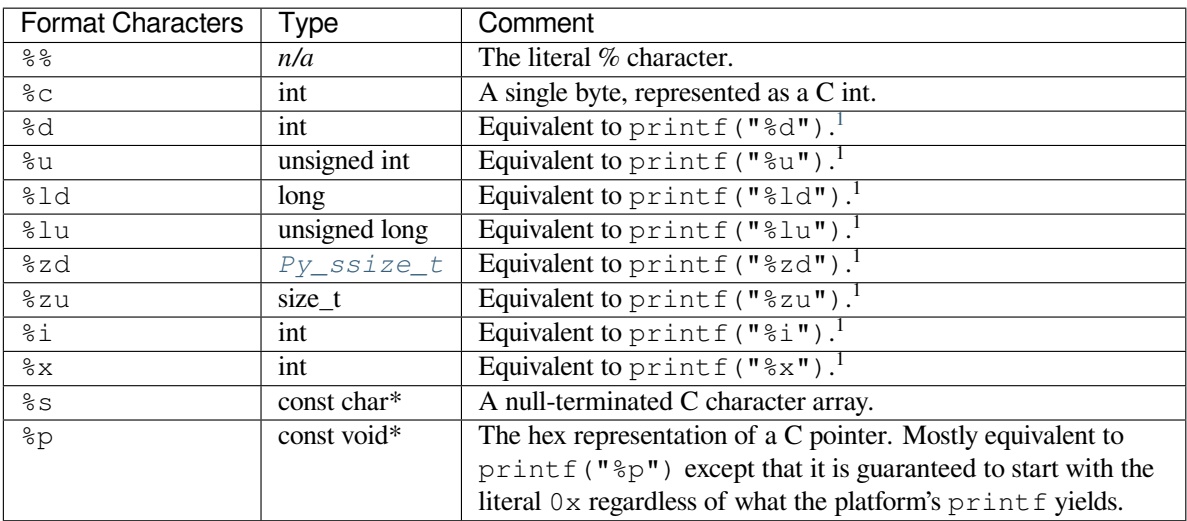 Format Characters Type Comment
%% n/a The literal % character.
%c int A single byte, represented as a C int.
%d int Equivalent to printf("%d").1
%u unsigned int Equivalent to printf("%u").1
%ld long Equivalent to printf("%ld").1
%lu unsigned long Equivalent to printf("%lu").1
%zd Py_ssize_t Equivalent to printf("%zd").1
%zu size_t Equivalent to printf("%zu").1
%i int Equivalent to printf("%i").1
%x int Equivalent to printf("%x").1
%s const char* A null-terminated C character array.
%p const void* The hex representation of a C pointer. Mostly equivalent to
printf("%p") except that it is guaranteed to start with the
literal 0x regardless of what the platform's printf yields.